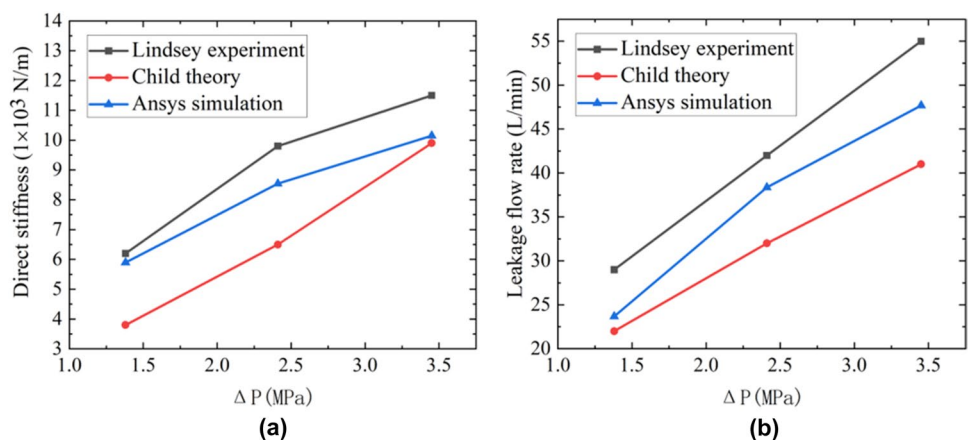 14
13
12
11
10
9
8
7
6
5
4
3
Direct stiffness (1×10³ N/m)
Lindsey experiment
Child theory
Ansys simulation
1.0 1.5 2.0 2.5 3.0 3.5
Δ P(MPa)
(a)
55
50
45
40
35
30
25
20
Leakage flow rate (L/min)
Lindsey experiment
Child theory
Ansys simulation
1.0 1.5 2.0 2.5 3.0 3.5
Δ P(MPa)
(b)